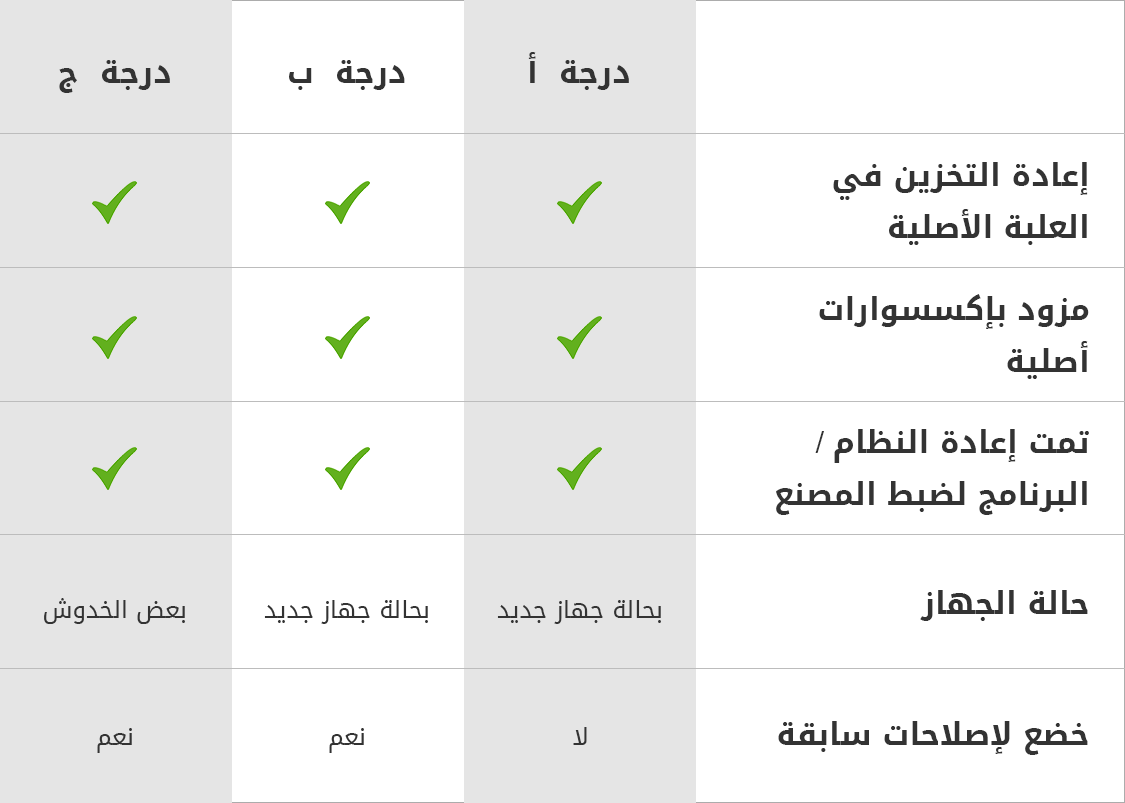 درجة أ
درجة ب
درجة ج
إعادة التخزين في
العلبة الأصلية
مزود بإكسسوارات
أصلية
تمت إعادة النظام /
البرنامج لضبط المصنع
حالة الجهاز
بحالة جهاز جديد
بحالة جهاز جديد
بعض الخدوش
خضع لإصلاحات سابقة
لا
نعم
نعم